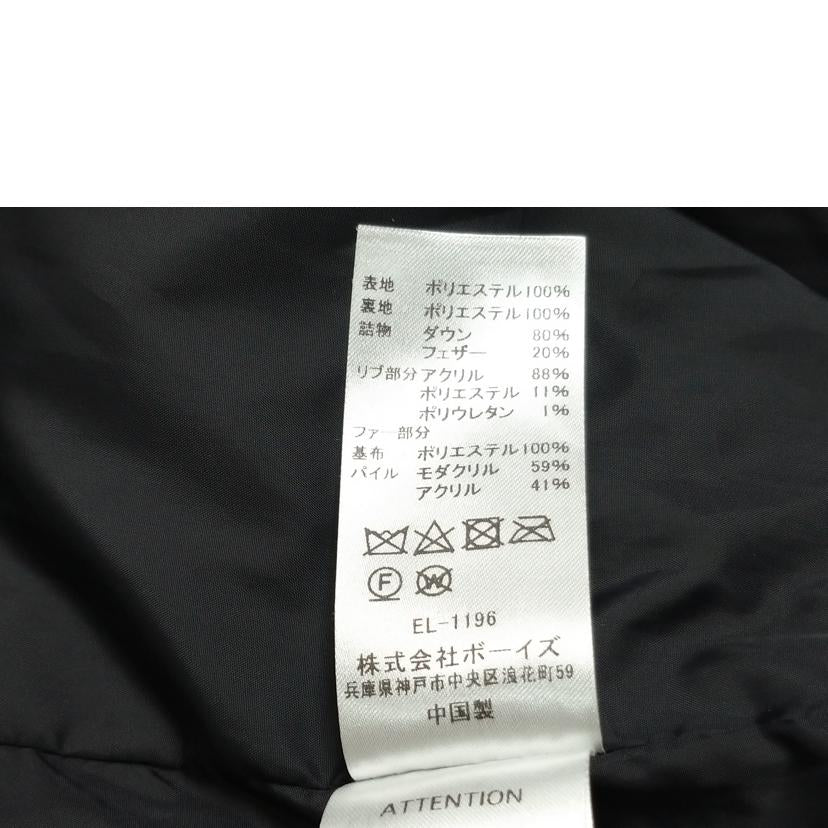 表地 ポリエステル100%
裏地 ポリエステル100%
詰物 ダウン 80%
フェザー 20%
リブ部分 アクリル 88%
ポリエステル 11%
ポリウレタン 1%
ファー部分
基布 ポリエステル100%
パイル モダクリル 59%
アクリル 41%
F W
EL-1196
株式会社ボーイズ
兵庫県神戸市中央区浪花町59
中国製
ATTENTION